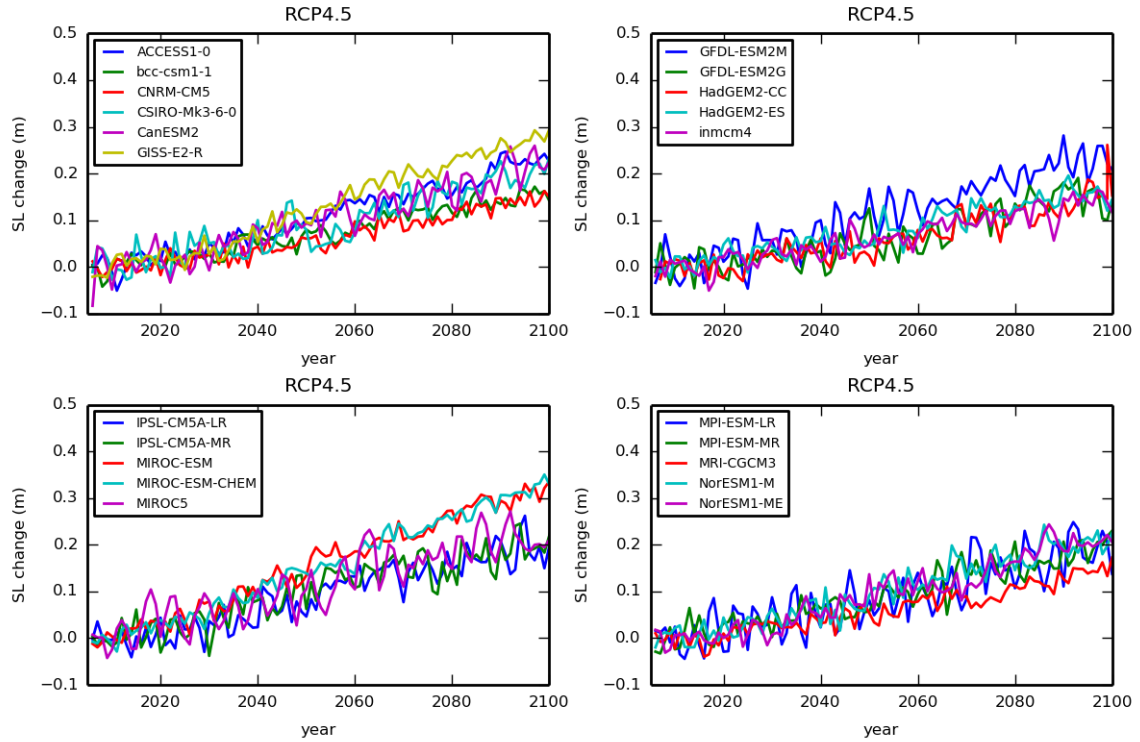 RCP4.5
0.5
0.4
0.3
0.2
0.1
0.0
−0.1
SL change (m)
ACCESS1-0
bcc-csm1-1
CNRM-CM5
CSIRO-Mk3-6-0
CanESM2
GISS-E2-R
2020 2040 2060 2080 2100
year
RCP4.5
0.5
0.4
0.3
0.2
0.1
0.0
−0.1
SL change (m)
GFDL-ESM2M
GFDL-ESM2G
HadGEM2-CC
HadGEM2-ES
inmcm4
2020 2040 2060 2080 2100
year
RCP4.5
0.5
0.4
0.3
0.2
0.1
0.0
−0.1
SL change (m)
IPSL-CM5A-LR
IPSL-CM5A-MR
MIROC-ESM
MIROC-ESM-CHEM
MIROC5
2020 2040 2060 2080 2100
year
RCP4.5
0.5
0.4
0.3
0.2
0.1
0.0
−0.1
SL change (m)
MPI-ESM-LR
MPI-ESM-MR
MRI-CGCM3
NorESM1-M
NorESM1-ME
2020 2040 2060 2080 2100
year